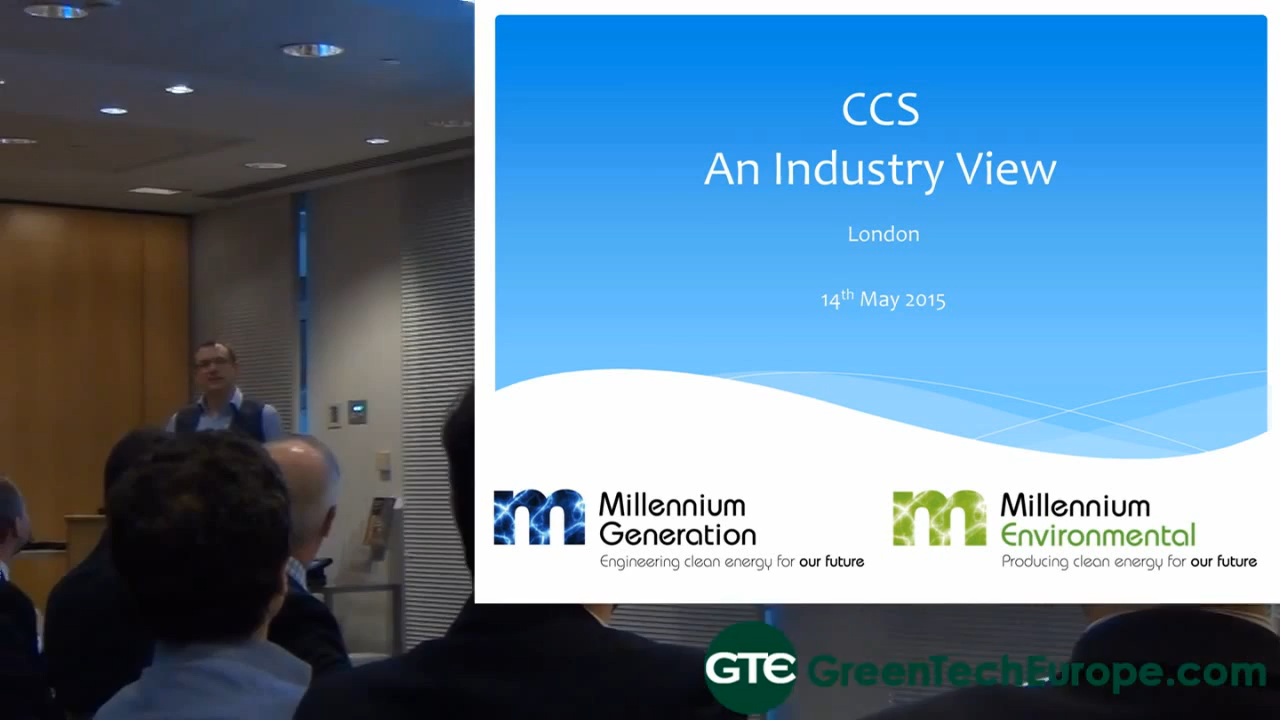 CCS
An Industry View
London
14th May 2015
Millennium
Generation
Engineering clean energy for our future
Millennium
Environmental
Producing clean energy for our future
GTE GreenTechEurope.com